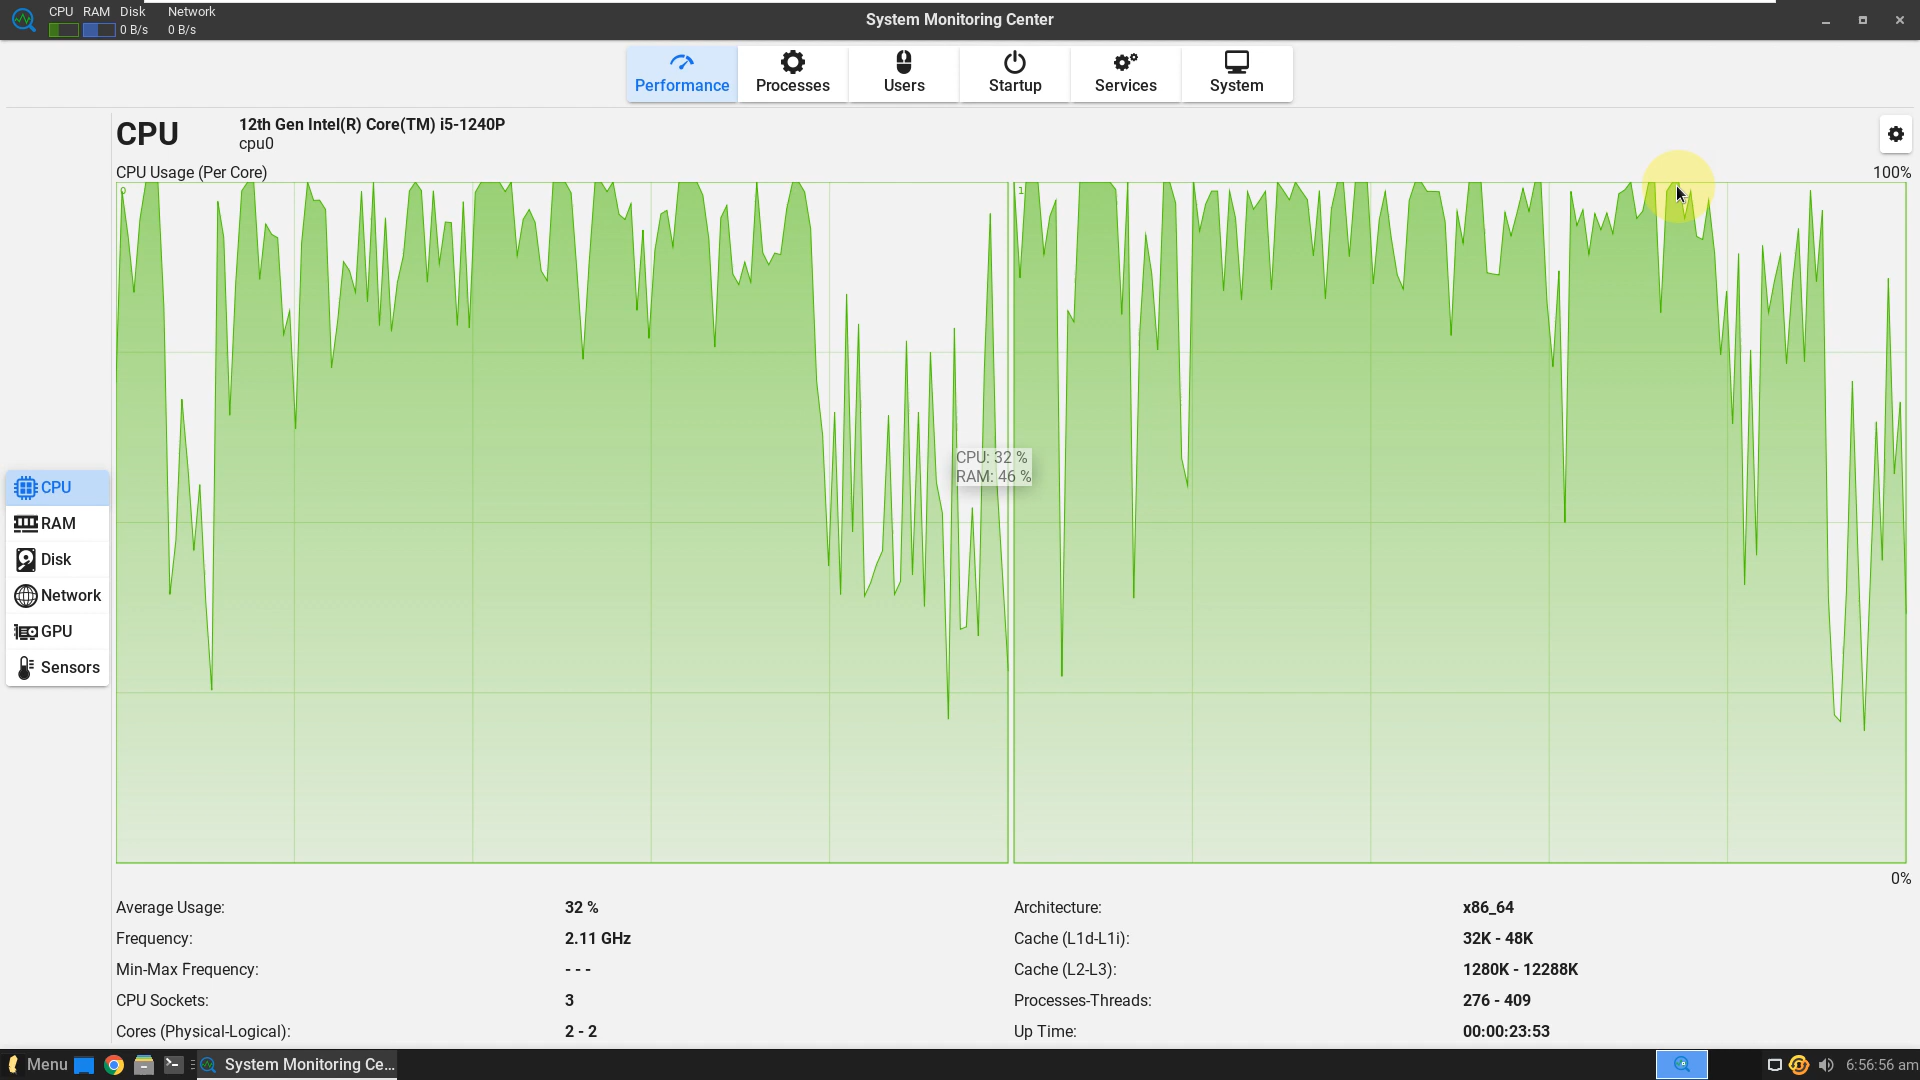 CPU RAM Disk Network
0 B/s 0 B/s
System Monitoring Center
Performance
Processes
Users
Startup
Services
System
CPU
12th Gen Intel(R) Core(TM) i5-1240P
cpu0
CPU Usage (Per Core)
100%
0
1
CPU: 32 %
RAM: 46 %
CPU
RAM
Disk
Network
GPU
Sensors
0%
Average Usage: 32 %
Frequency: 2.11 GHz
Min-Max Frequency: - - -
CPU Sockets: 3
Cores (Physical-Logical): 2 - 2
Architecture: x86_64
Cache (L1d-L1i): 32K - 48K
Cache (L2-L3): 1280K - 12288K
Processes-Threads: 276 - 409
Up Time: 00:00:23:53
Menu
System Monitoring Ce...
6:56:56 am